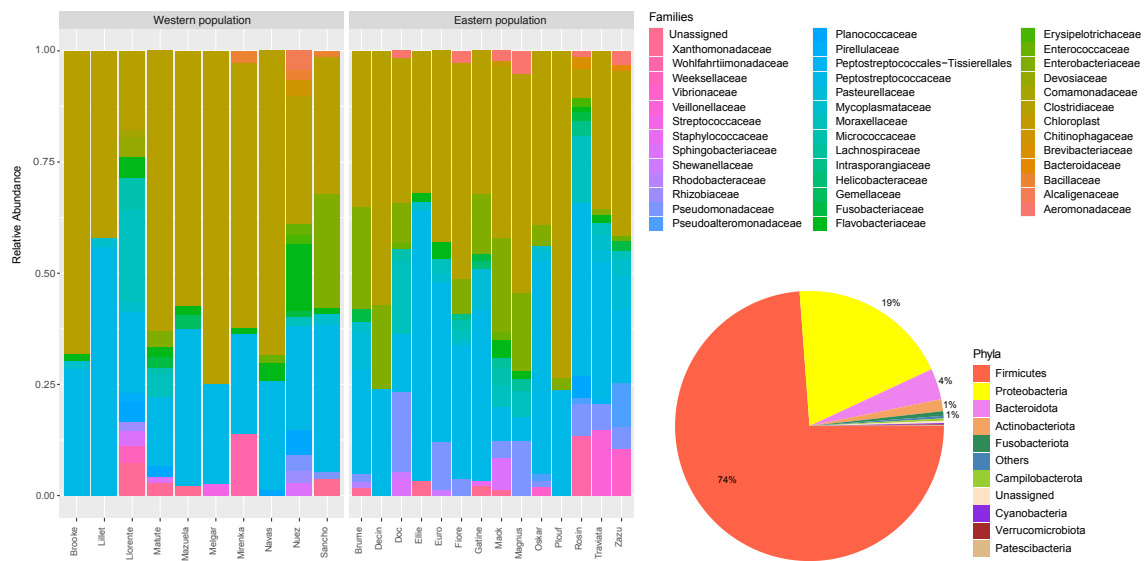 Western population
Eastern population
Relative Abundance
1.00
0.75
0.50
0.25
0.00
Brooke
Lillet
Llorente
Matute
Mazuela
Melgar
Mirenka
Navas
Nuez
Sancho
Brume
Decin
Doc
Ellie
Euro
Fiore
Gatine
Mack
Magnus
Oskar
Plouf
Rosin
Traviata
Zazu
Families
Unassigned
Xanthomonadaceae
Wohlfahrtiimonadaceae
Weeksellaceae
Vibrionaceae
Veillonellaceae
Streptococcaceae
Staphylococcaceae
Sphingobacteriaceae
Shewanellaceae
Rhodobacteraceae
Rhizobiaceae
Pseudomonadaceae
Pseudoalteromonadaceae
Planococcaceae
Pirellulaceae
Peptostreptococcales-Tissierellales
Peptostreptococcaceae
Pasteurellaceae
Mycoplasmataceae
Moraxellaceae
Micrococcaceae
Lachnospiraceae
Intrasporangiaceae
Helicobacteraceae
Gemellaceae
Fusobacteriaceae
Flavobacteriaceae
Erysipelotrichaceae
Enterococcaceae
Enterobacteriaceae
Devosiaceae
Comamonadaceae
Clostridiaceae
Chloroplast
Chitinophagaceae
Brevibacteriaceae
Bacteroidaceae
Bacillaceae
Alcaligenaceae
Aeromonadaceae
19%
4%
1%
1%
74%
Phyla
Firmicutes
Proteobacteria
Bacteroidota
Actinobacteriota
Fusobacteriota
Others
Campilobacterota
Unassigned
Cyanobacteria
Verrucomicrobiota
Patescibacteria